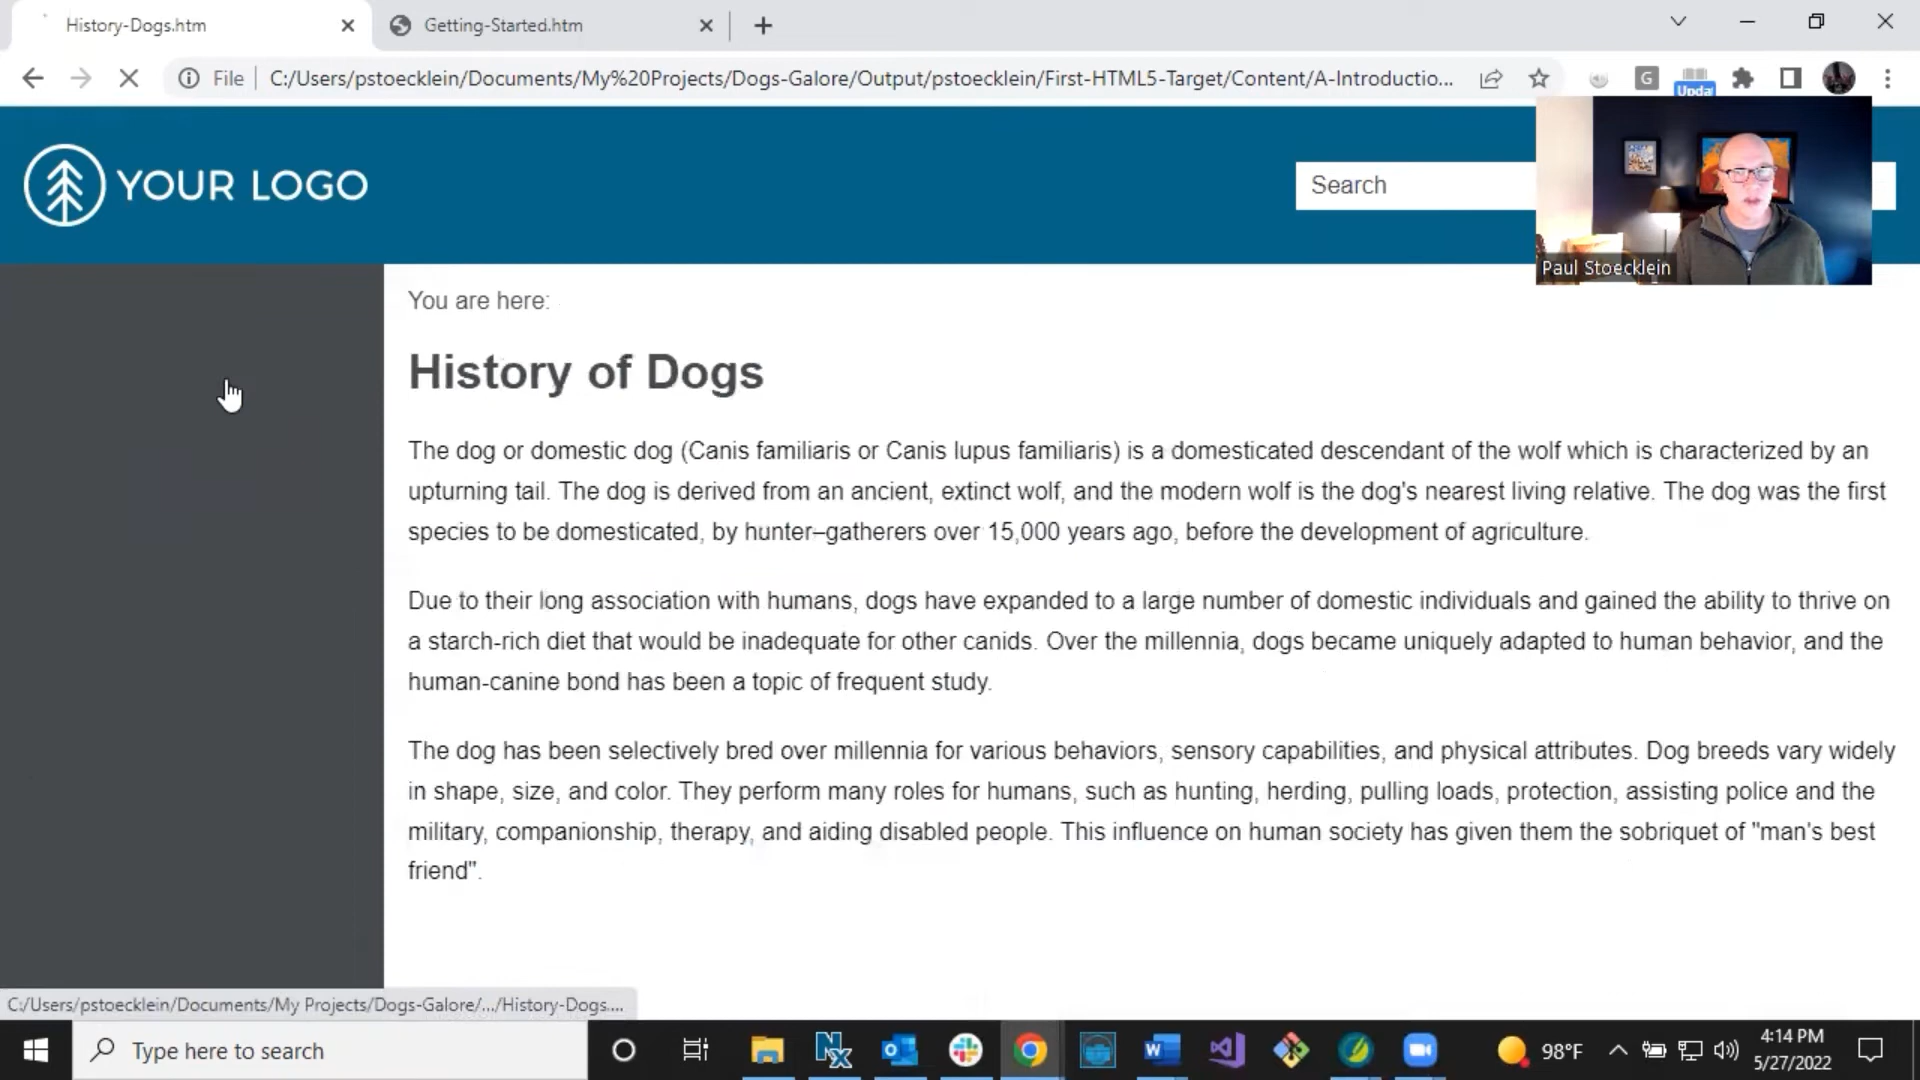 History-Dogs.htm
Getting-Started.htm
File
C:/Users/pstoecklein/Documents/My%20Projects/Dogs-Galore/Output/pstoecklein/First-HTML5-Target/Content/A-Introductio...
G
Upda
YOUR LOGO
Search
Paul Stoecklein
You are here:
History of Dogs
The dog or domestic dog (Canis familiaris or Canis lupus familiaris) is a domesticated descendant of the wolf which is characterized by an
upturning tail. The dog is derived from an ancient, extinct wolf, and the modern wolf is the dog's nearest living relative. The dog was the first
species to be domesticated, by hunter–gatherers over 15,000 years ago, before the development of agriculture.
Due to their long association with humans, dogs have expanded to a large number of domestic individuals and gained the ability to thrive on
a starch-rich diet that would be inadequate for other canids. Over the millennia, dogs became uniquely adapted to human behavior, and the
human-canine bond has been a topic of frequent study.
The dog has been selectively bred over millennia for various behaviors, sensory capabilities, and physical attributes. Dog breeds vary widely
in shape, size, and color. They perform many roles for humans, such as hunting, herding, pulling loads, protection, assisting police and the
military, companionship, therapy, and aiding disabled people. This influence on human society has given them the sobriquet of "man's best
friend".
C:/Users/pstoecklein/Documents/My Projects/Dogs-Galore/.../History-Dogs....
Type here to search
98°F
4:14 PM
5/27/2022